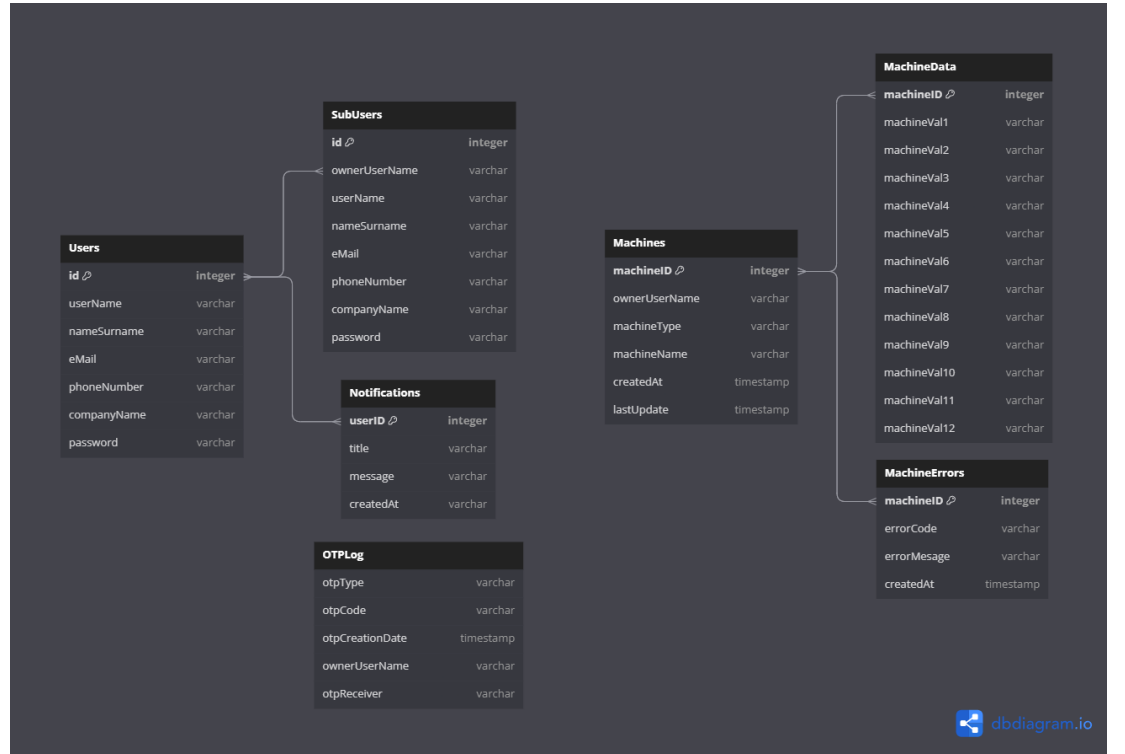 Users
id integer
userName varchar
nameSurname varchar
eMail varchar
phoneNumber varchar
companyName varchar
password varchar
SubUsers
id integer
ownerUserName varchar
userName varchar
nameSurname varchar
eMail varchar
phoneNumber varchar
companyName varchar
password varchar
Notifications
userID integer
title varchar
message varchar
createdAt varchar
OTPLog
otpType varchar
otpCode varchar
otpCreationDate timestamp
ownerUserName varchar
otpReceiver varchar
Machines
machineID integer
ownerUserName varchar
machineType varchar
machineName varchar
createdAt timestamp
lastUpdate timestamp
MachineData
machineID integer
machineVal1 varchar
machineVal2 varchar
machineVal3 varchar
machineVal4 varchar
machineVal5 varchar
machineVal6 varchar
machineVal7 varchar
machineVal8 varchar
machineVal9 varchar
machineVal10 varchar
machineVal11 varchar
machineVal12 varchar
MachineErrors
machineID integer
errorCode varchar
errorMesage varchar
createdAt timestamp
dbdiagram.io